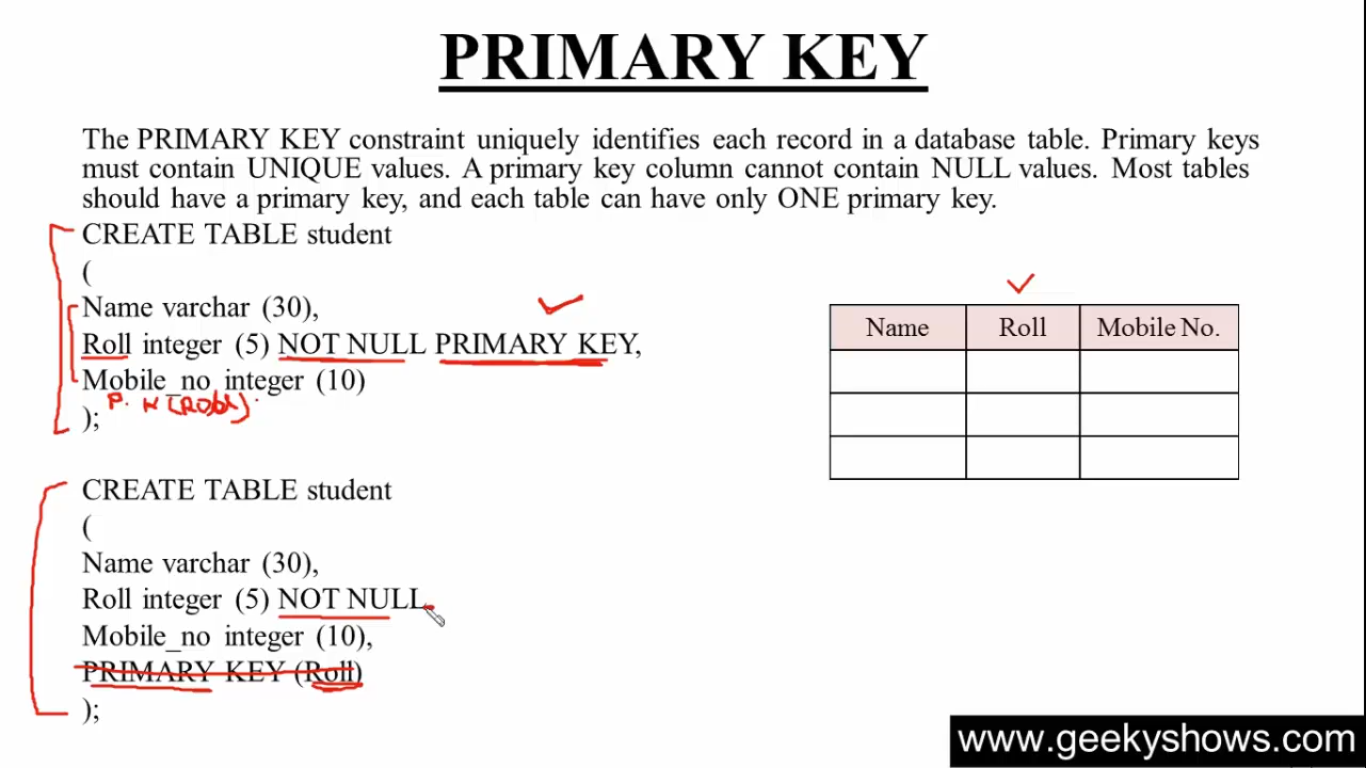 PRIMARY KEY
The PRIMARY KEY constraint uniquely identifies each record in a database table. Primary keys
must contain UNIQUE values. A primary key column cannot contain NULL values. Most tables
should have a primary key, and each table can have only ONE primary key.
CREATE TABLE student
(
Name varchar (30),
Roll integer (5) NOT NULL PRIMARY KEY,
Mobile_no integer (10)
P. K (Roll).
);
CREATE TABLE student
(
Name varchar (30),
Roll integer (5) NOT NULL
Mobile_no integer (10),
PRIMARY KEY (Roll)
);
Name Roll Mobile No.
www.geekyshows.com